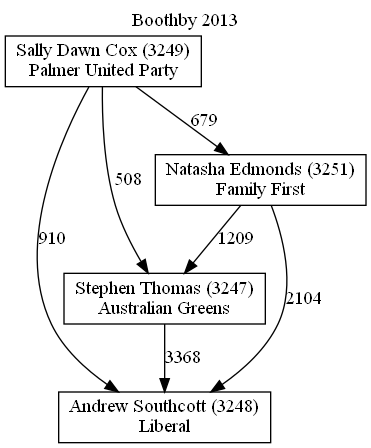 Boothby 2013
Sally Dawn Cox (3249)
Palmer United Party
679
Natasha Edmonds (3251)
Family First
508
910
1209
Stephen Thomas (3247)
Australian Greens
2104
3368
Andrew Southcott (3248)
Liberal